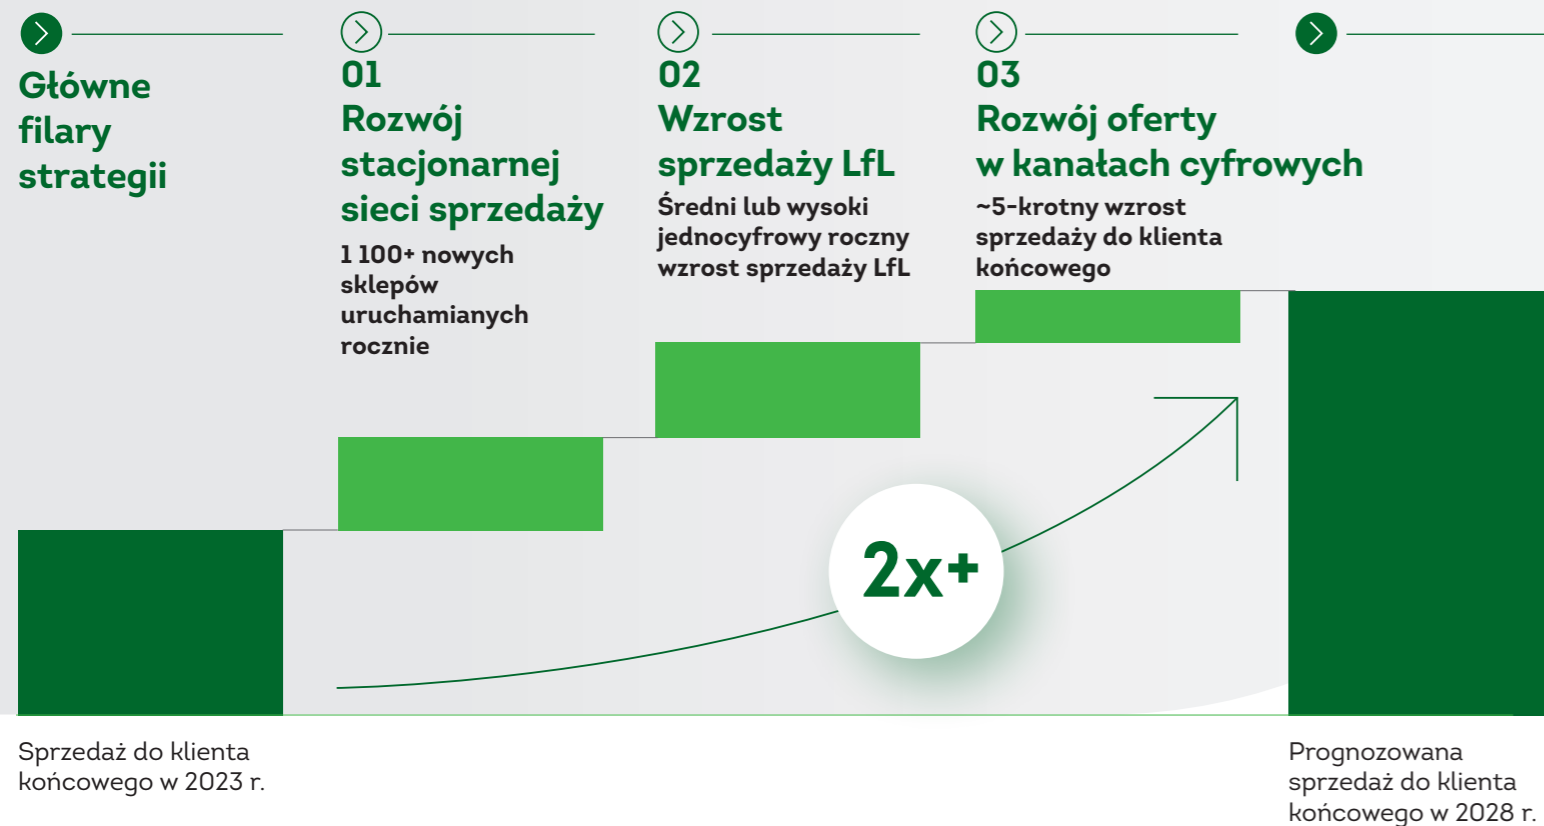 Główne
filary
strategii
01
Rozwój
stacjonarnej
sieci sprzedaży
1 100+ nowych
sklepów
uruchamianych
rocznie
02
Wzrost
sprzedaży LfL
Średni lub wysoki
jednocyfrowy roczny
wzrost sprzedaży LfL
03
Rozwój oferty
w kanałach cyfrowych
~5-krotny wzrost
sprzedaży do klienta
końcowego
2x+
Sprzedaż do klienta
końcowego w 2023 r.
Prognozowana
sprzedaż do klienta
końcowego w 2028 r.